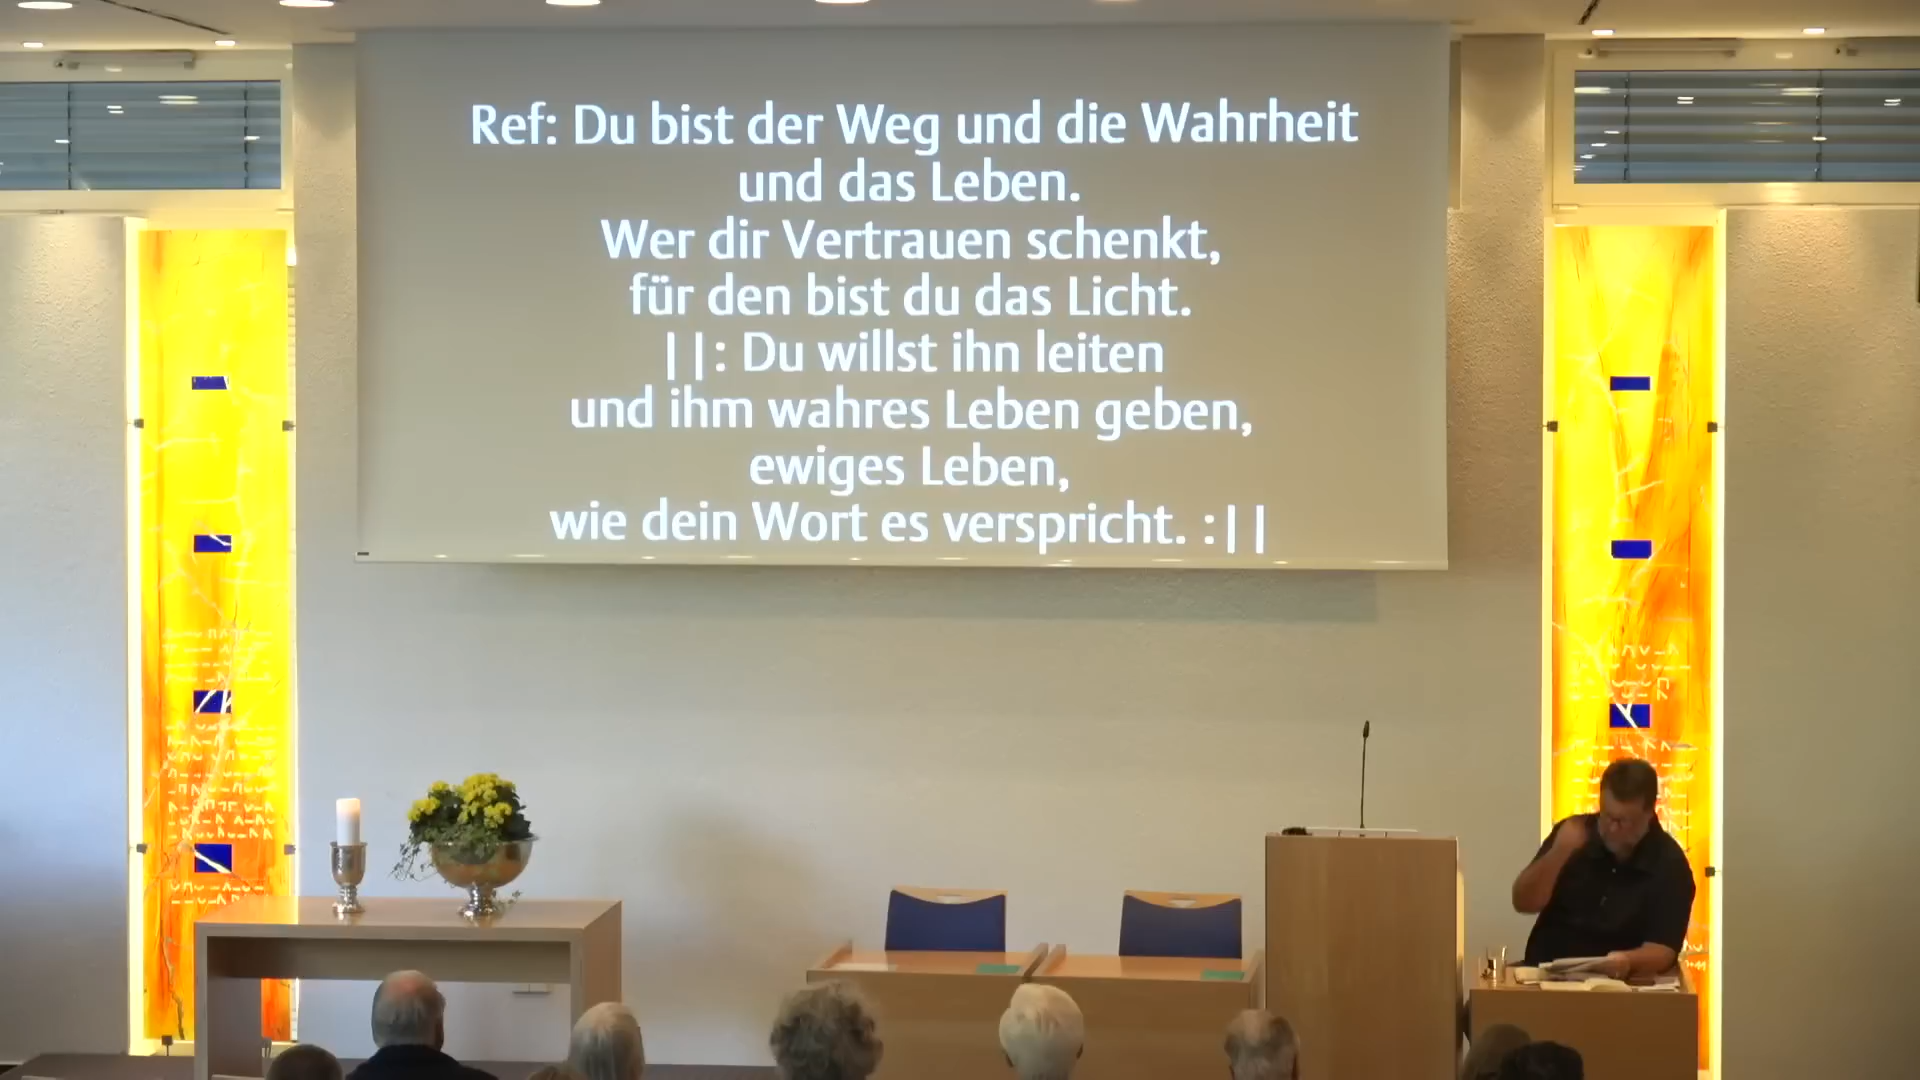 Ref: Du bist der Weg und die Wahrheit
und das Leben.
Wer dir Vertrauen schenkt,
für den bist du das Licht.
||: Du willst ihn leiten
und ihm wahres Leben geben,
ewiges Leben,
wie dein Wort es verspricht. :||